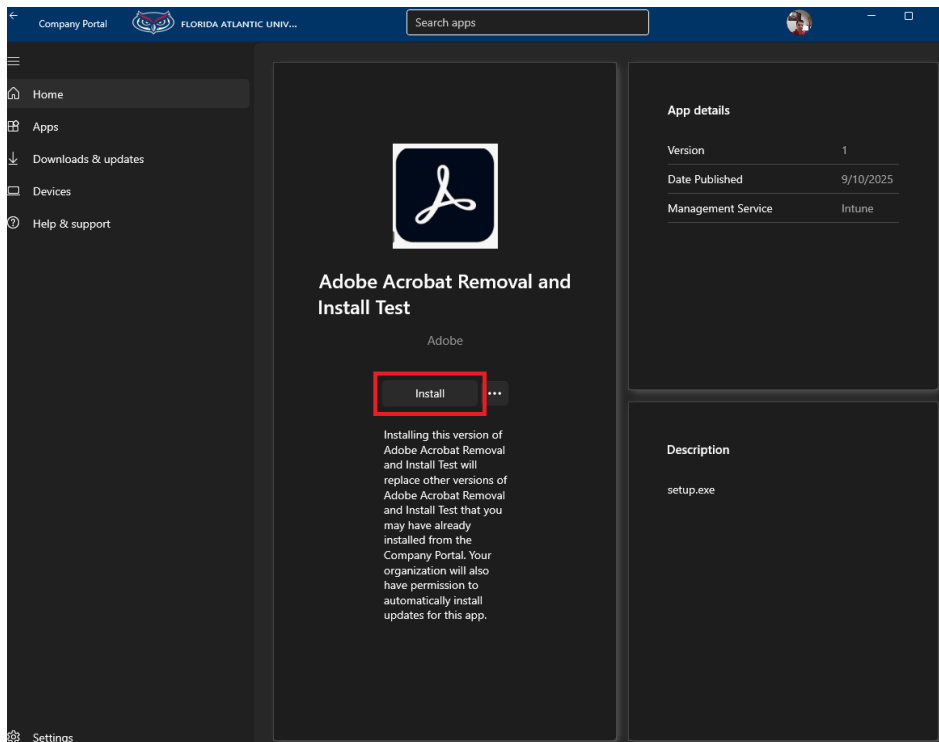 Company Portal
FLORIDA ATLANTIC UNIV...
Search apps
Home
Apps
Downloads & updates
Devices
Help & support
Settings
Adobe Acrobat Removal and
Install Test
Adobe
Install
Installing this version of
Adobe Acrobat Removal
and Install Test will
replace other versions of
Adobe Acrobat Removal
and Install Test that you
may have already
installed from the
Company Portal. Your
organization will also
have permission to
automatically install
updates for this app.
App details
Version 1
Date Published 9/10/2025
Management Service Intune
Description
setup.exe